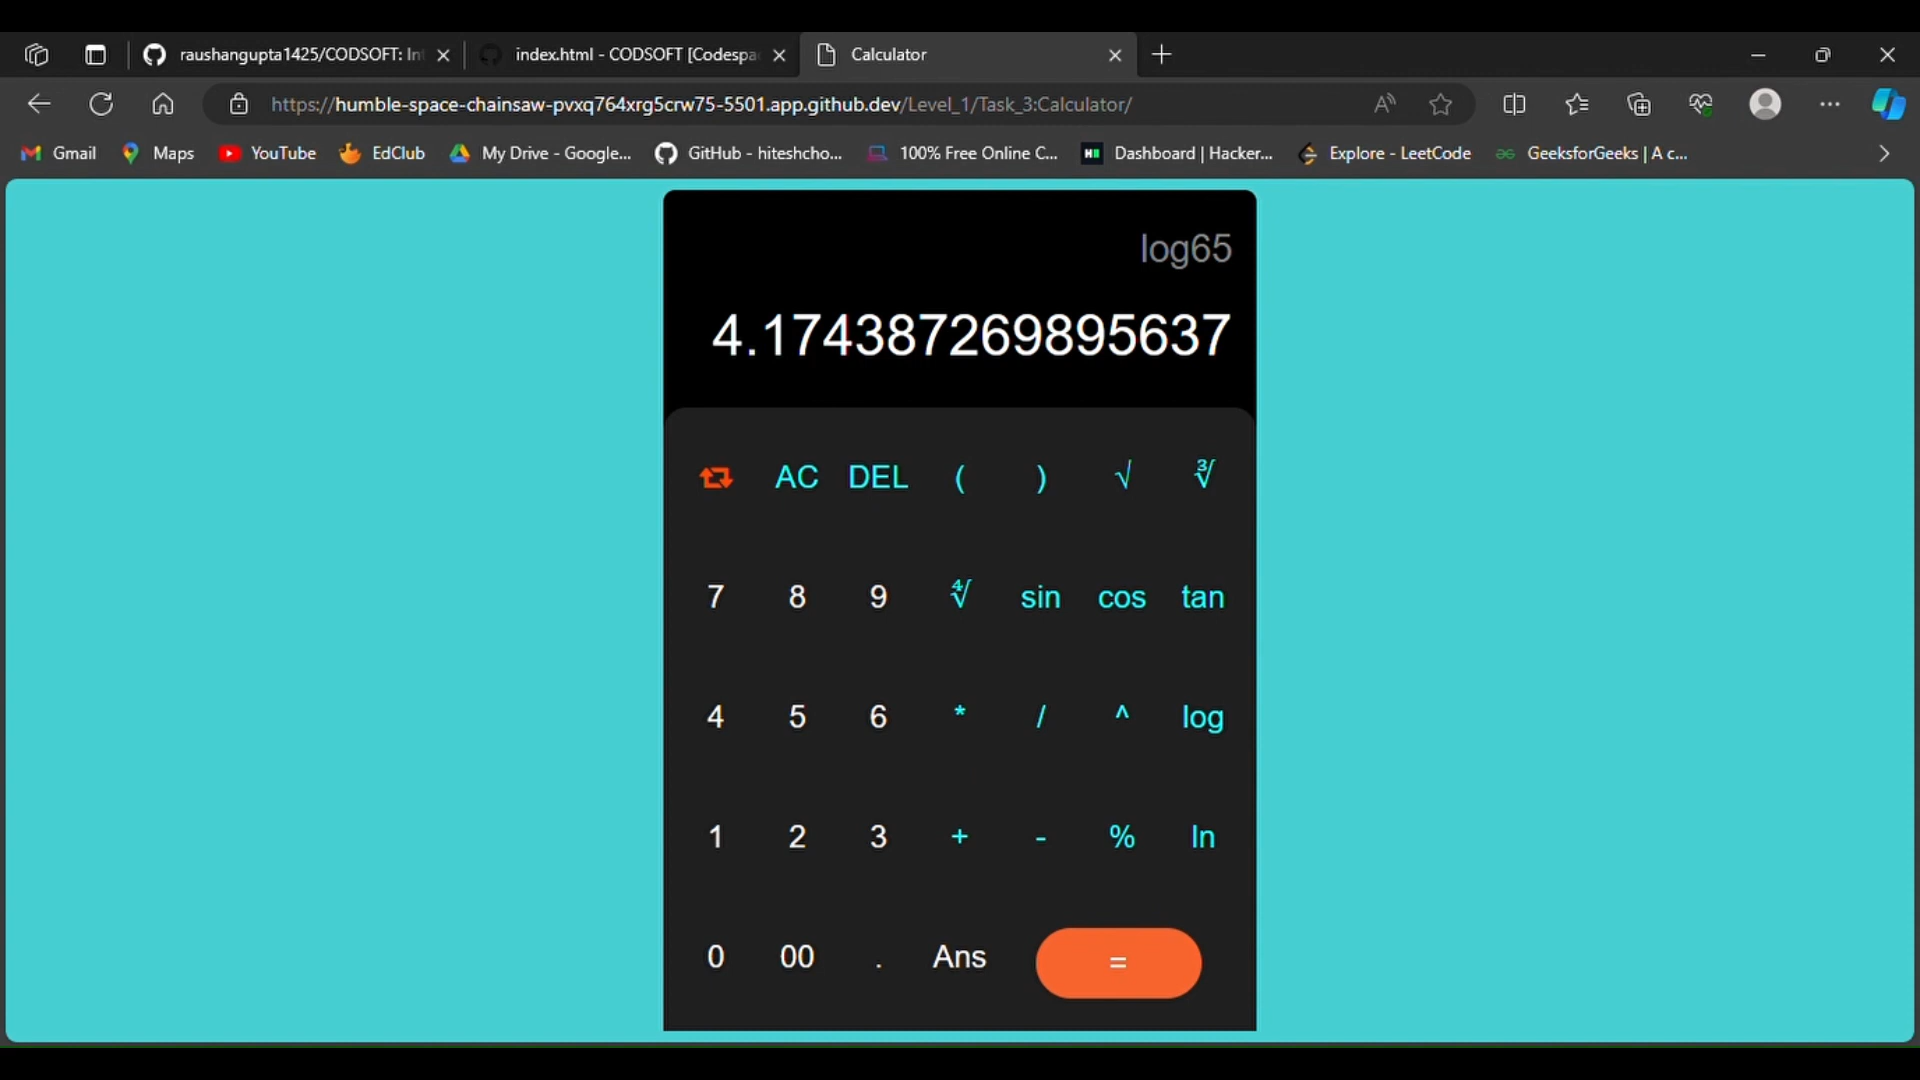 raushangupta1425/CODSOFT: In
index.html - CODSOFT [Codespa
Calculator
https://humble-space-chainsaw-pvxq764xrg5crw75-5501.app.github.dev/Level_1/Task_3:Calculator/
Gmail Maps YouTube EdClub My Drive - Google... GitHub - hiteshcho... 100% Free Online C... Dashboard | Hacker... Explore - LeetCode GeeksforGeeks | A c...
log65
4.174387269895637
AC DEL ( ) √ ∛
7 8 9 ∜ sin cos tan
4 5 6 * / ^ log
1 2 3 + - % ln
0 00 . Ans =